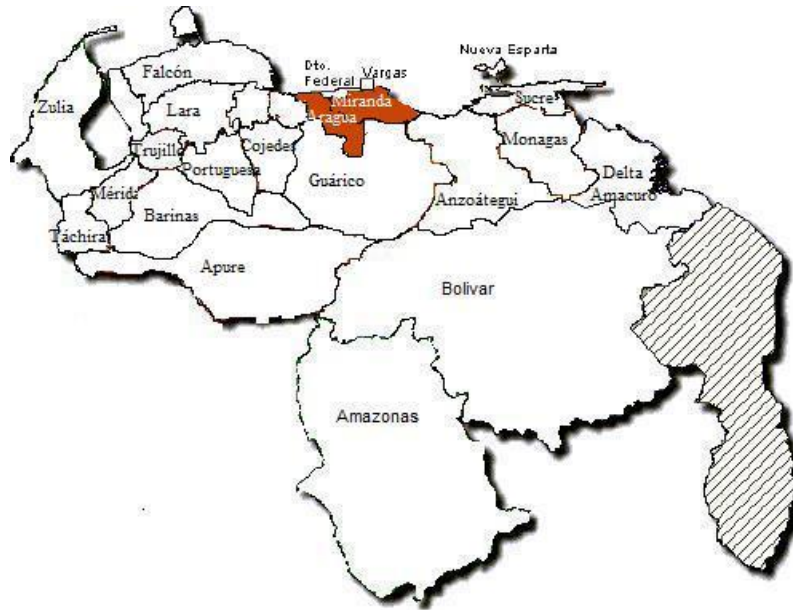 Nueva Esparta
Dto.
Federal
Vargas
Falcón
Miranda
Sucre
Zulia
Lara
Aragua
Monagas
Trujillo
Cojedes
Portuguesa
Delta
Amacuro
Guárico
Mérida
Anzoátegui
Barinas
Táchira
Apure
Bolivar
Amazonas